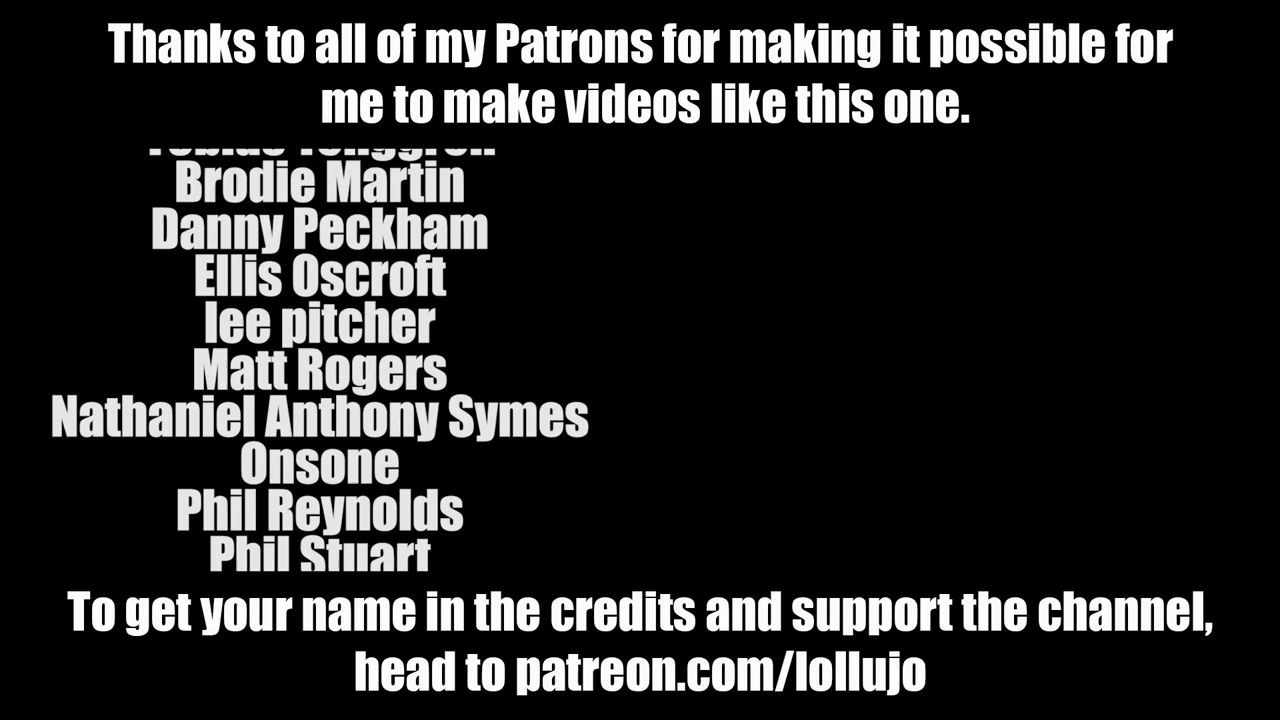 Thanks to all of my Patrons for making it possible for
me to make videos like this one.
Brodie Martin
Danny Peckham
Ellis Oscroft
lee pitcher
Matt Rogers
Nathaniel Anthony Symes
Onsone
Phil Reynolds
Phil Stuart
To get your name in the credits and support the channel,
head to patreon.com/lollujo